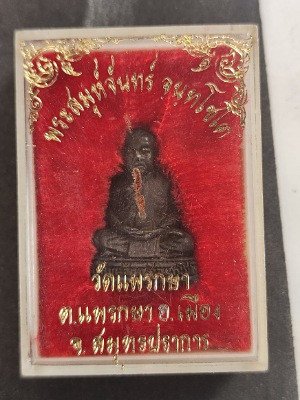 พระสมุห์จันทร์ จนฺทโชโต
วัดแพรกษา
ต.แพรกษา อ.เมือง
จ.สมุทรปราการ